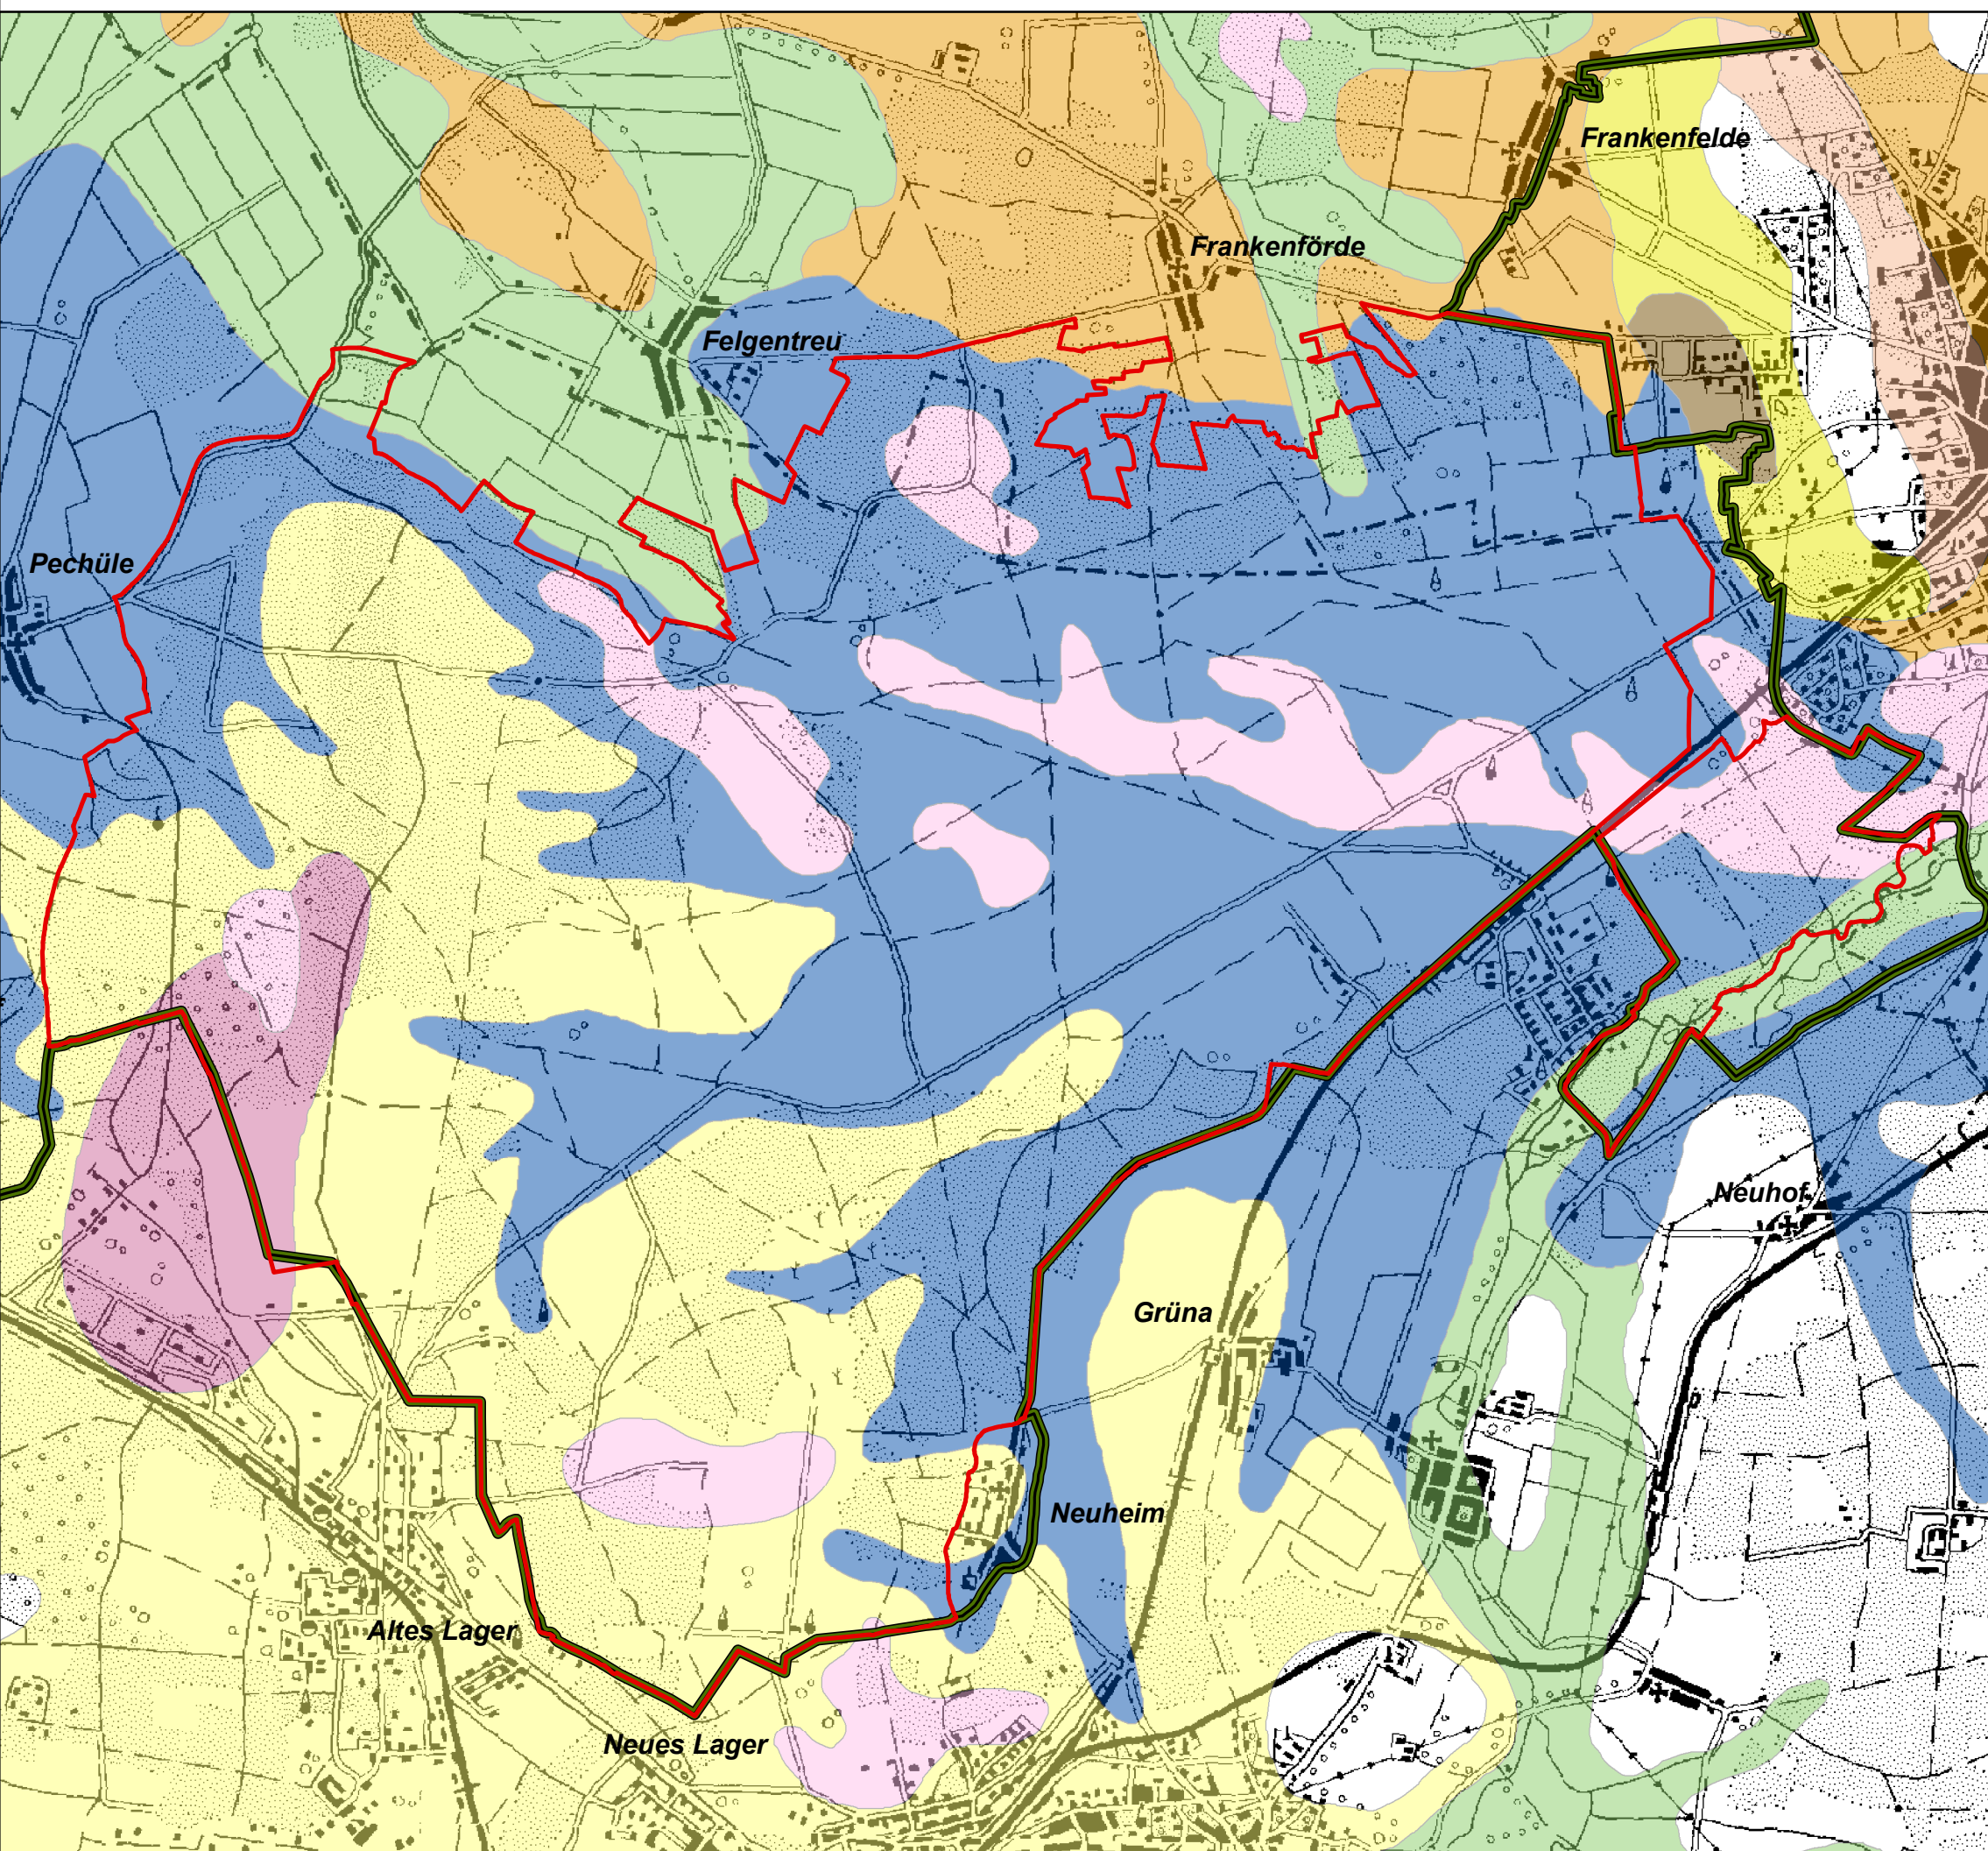 Frankenfelde
Frankenförde
Felgentreu
Pechüle
Neuhof
Grüna
Neuheim
Altes Lager
Neues Lager